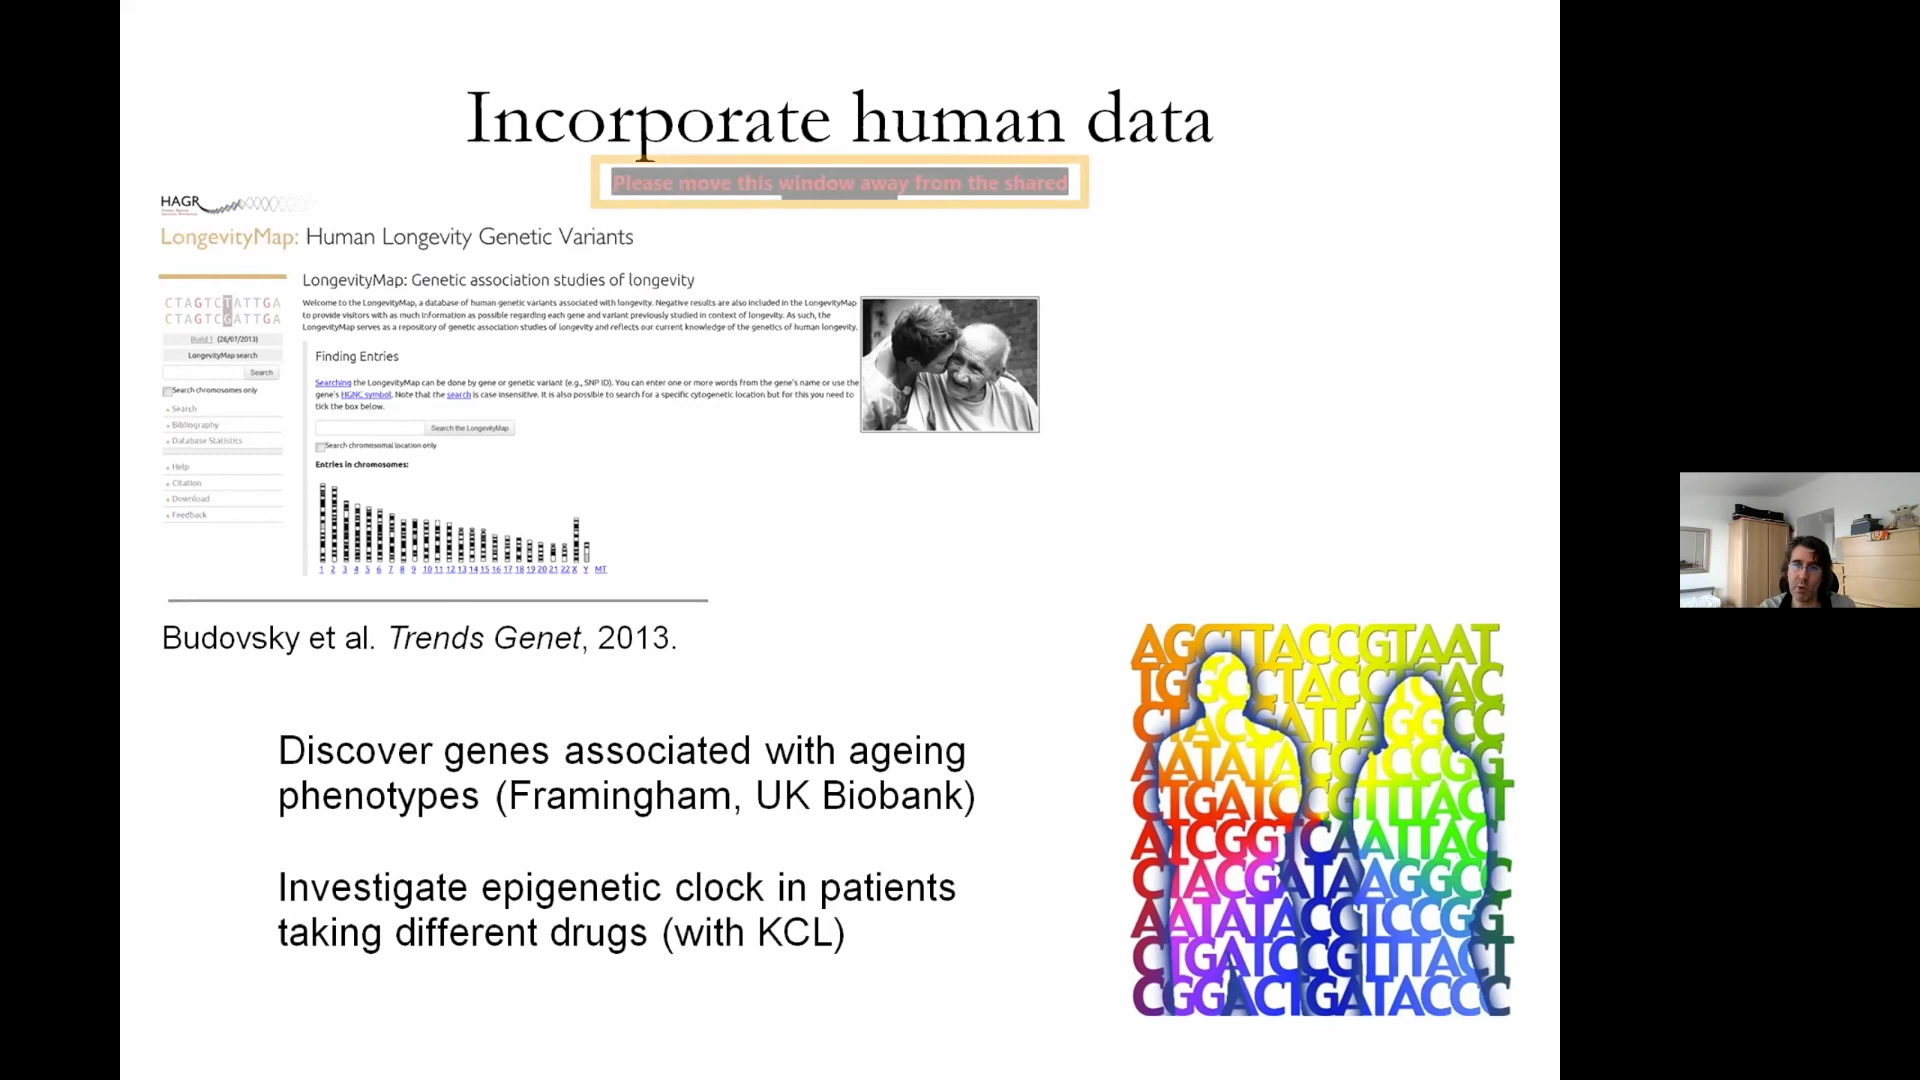 Incorporate human data
Please move this window away from the shared
HAGR
LongevityMap: Human Longevity Genetic Variants
LongevityMap: Genetic association studies of longevity
Welcome to the LongevityMap, a database of human genetic variants associated with longevity. Negative results are also included in the LongevityMap
to provide visitors with as much information as possible regarding each gene and variant previously studied in context of longevity. As such, the
LongevityMap serves as a repository of genetic association studies of longevity and reflects our current knowledge of the genetics of human longevity.
CTAGTCTATTGA
CTAGTCGATTGA
Build 1 (26/07/2013)
LongevityMap search
Search
Search chromosomes only
Search
Bibliography
Database Statistics
Help
Citation
Download
Feedback
Finding Entries
Searching the LongevityMap can be done by gene or genetic variant (e.g., SNP ID). You can enter one or more words from the gene's name or use the
gene's HGNC symbol. Note that the search is case insensitive. It is also possible to search for a specific cytogenetic location but for this you need to
tick the box below.
Search the LongevityMap
Search chromosomal location only
Entries in chromosomes:
1 2 3 4 5 6 7 8 9 10 11 12 13 14 15 16 17 18 19 20 21 22 X Y MT
Budovsky et al. Trends Genet, 2013.
Discover genes associated with ageing
phenotypes (Framingham, UK Biobank)
Investigate epigenetic clock in patients
taking different drugs (with KCL)
AGCTTACCGTAAT
TGGCCTACCTGAC
CTACCGATTAGGCC
AATATACCTCCGG
CTGATCCGTTTACT
ATCGGTCAATTAC
CTACGATAAGGCC
AATATACCTCCGG
CTGATCCGTTTACT
CGGACTGATACCC